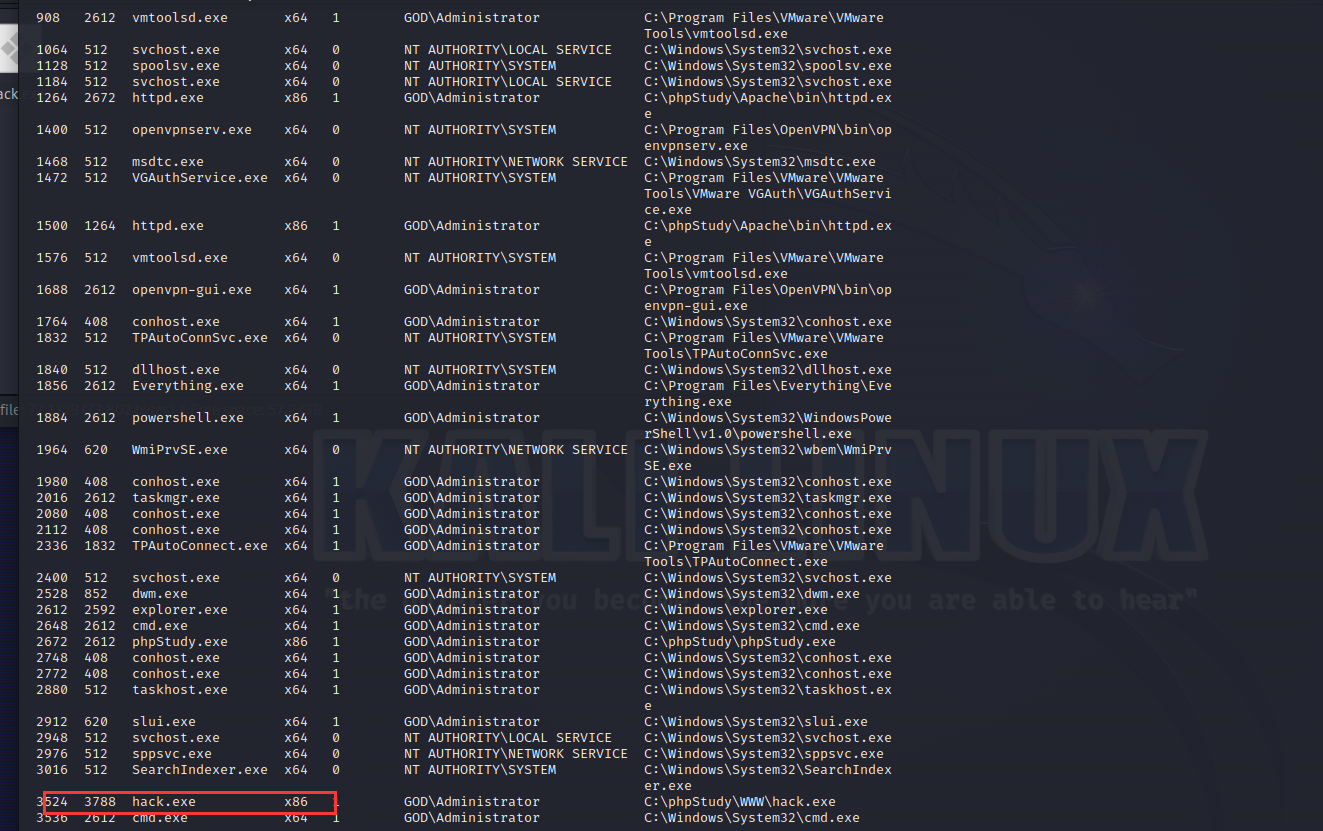 908 2612 vmtoolsd.exe x64 1 GOD\Administrator C:\Program Files\VMware\VMware
Tools\vmtoolsd.exe
1064 512 svchost.exe x64 0 NT AUTHORITY\LOCAL SERVICE C:\Windows\System32\svchost.exe
1128 512 spoolsv.exe x64 0 NT AUTHORITY\SYSTEM C:\Windows\System32\spoolsv.exe
1184 512 svchost.exe x64 0 NT AUTHORITY\LOCAL SERVICE C:\Windows\System32\svchost.exe
1264 2672 httpd.exe x86 1 GOD\Administrator C:\phpStudy\Apache\bin\httpd.ex
e
1400 512 openvpnserv.exe x64 0 NT AUTHORITY\SYSTEM C:\Program Files\OpenVPN\bin\op
envpnserv.exe
1468 512 msdtc.exe x64 0 NT AUTHORITY\NETWORK SERVICE C:\Windows\System32\msdtc.exe
1472 512 VGAuthService.exe x64 0 NT AUTHORITY\SYSTEM C:\Program Files\VMware\VMware
Tools\VMware VGAuth\VGAuthServi
ce.exe
1500 1264 httpd.exe x86 1 GOD\Administrator C:\phpStudy\Apache\bin\httpd.ex
e
1576 512 vmtoolsd.exe x64 0 NT AUTHORITY\SYSTEM C:\Program Files\VMware\VMware
Tools\vmtoolsd.exe
1688 2612 openvpn-gui.exe x64 1 GOD\Administrator C:\Program Files\OpenVPN\bin\op
envpn-gui.exe
1764 408 conhost.exe x64 1 GOD\Administrator C:\Windows\System32\conhost.exe
1832 512 TPAutoConnSvc.exe x64 0 NT AUTHORITY\SYSTEM C:\Program Files\VMware\VMware
Tools\TPAutoConnSvc.exe
1840 512 dllhost.exe x64 0 NT AUTHORITY\SYSTEM C:\Windows\System32\dllhost.exe
1856 2612 Everything.exe x64 1 GOD\Administrator C:\Program Files\Everything\Eve
rything.exe
1884 2612 powershell.exe x64 1 GOD\Administrator C:\Windows\System32\WindowsPowe
rShell\v1.0\powershell.exe
1964 620 WmiPrvSE.exe x64 0 NT AUTHORITY\NETWORK SERVICE C:\Windows\System32\wbem\WmiPrv
SE.exe
1980 408 conhost.exe x64 1 GOD\Administrator C:\Windows\System32\conhost.exe
2016 2612 taskmgr.exe x64 1 GOD\Administrator C:\Windows\System32\taskmgr.exe
2080 408 conhost.exe x64 1 GOD\Administrator C:\Windows\System32\conhost.exe
2112 408 conhost.exe x64 1 GOD\Administrator C:\Windows\System32\conhost.exe
2336 1832 TPAutoConnect.exe x64 1 GOD\Administrator C:\Program Files\VMware\VMware
Tools\TPAutoConnect.exe
2400 512 svchost.exe x64 0 NT AUTHORITY\SYSTEM C:\Windows\System32\svchost.exe
2528 852 dwm.exe x64 1 GOD\Administrator C:\Windows\System32\dwm.exe
2612 2592 explorer.exe x64 1 GOD\Administrator C:\Windows\explorer.exe
2648 2612 cmd.exe x64 1 GOD\Administrator C:\Windows\System32\cmd.exe
2672 2612 phpStudy.exe x86 1 GOD\Administrator C:\phpStudy\phpStudy.exe
2748 408 conhost.exe x64 1 GOD\Administrator C:\Windows\System32\conhost.exe
2772 408 conhost.exe x64 1 GOD\Administrator C:\Windows\System32\conhost.exe
2880 512 taskhost.exe x64 1 GOD\Administrator C:\Windows\System32\taskhost.ex
e
2912 620 slui.exe x64 1 GOD\Administrator C:\Windows\System32\slui.exe
2948 512 svchost.exe x64 0 NT AUTHORITY\LOCAL SERVICE C:\Windows\System32\svchost.exe
2976 512 sppsvc.exe x64 0 NT AUTHORITY\NETWORK SERVICE C:\Windows\System32\sppsvc.exe
3016 512 SearchIndexer.exe x64 0 NT AUTHORITY\SYSTEM C:\Windows\System32\SearchIndex
er.exe
3524 3788 hack.exe x86 1 GOD\Administrator C:\phpStudy\WWW\hack.exe
3536 2612 cmd.exe x64 1 GOD\Administrator C:\Windows\System32\cmd.exe
ack
file
KALI LINUX
"the you bec you are able to hear"